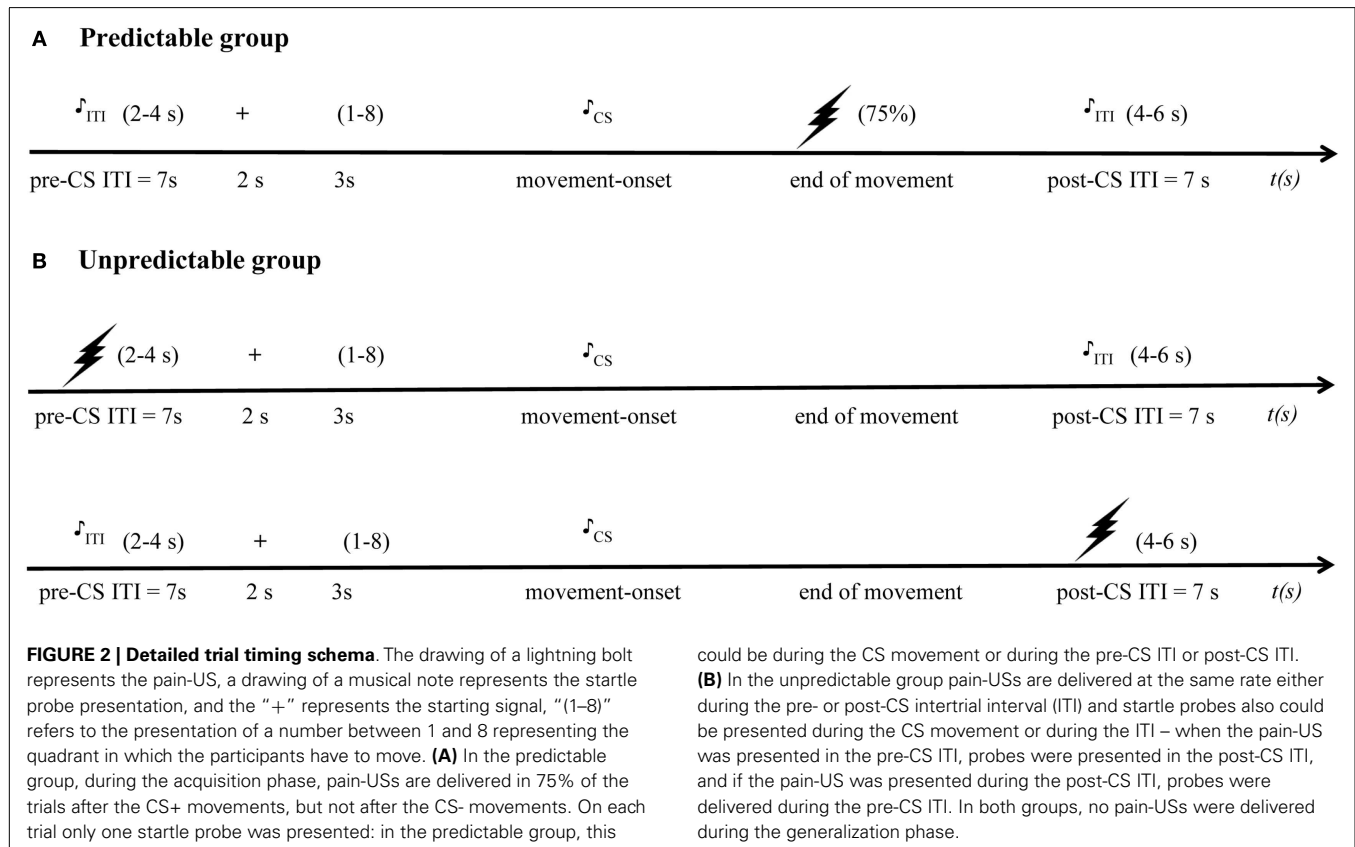 A Predictable group
♪ITI (2-4 s) + (1-8) ♪CS (75%) ♪ITI (4-6 s)
pre-CS ITI = 7s 2 s 3s movement-onset end of movement post-CS ITI = 7 s t(s)
B Unpredictable group
(2-4 s) + (1-8) ♪CS ♪ITI (4-6 s)
pre-CS ITI = 7s 2 s 3s movement-onset end of movement post-CS ITI = 7 s t(s)
♪ITI (2-4 s) + (1-8) ♪CS (4-6 s)
pre-CS ITI = 7s 2 s 3s movement-onset end of movement post-CS ITI = 7 s t(s)
FIGURE 2 | Detailed trial timing schema. The drawing of a lightning bolt
represents the pain-US, a drawing of a musical note represents the startle
probe presentation, and the “+” represents the starting signal, “(1–8)”
refers to the presentation of a number between 1 and 8 representing the
quadrant in which the participants have to move. (A) In the predictable
group, during the acquisition phase, pain-USs are delivered in 75% of the
trials after the CS+ movements, but not after the CS- movements. On each
trial only one startle probe was presented: in the predictable group, this
could be during the CS movement or during the pre-CS ITI or post-CS ITI.
(B) In the unpredictable group pain-USs are delivered at the same rate either
during the pre- or post-CS intertrial interval (ITI) and startle probes also could
be presented during the CS movement or during the ITI – when the pain-US
was presented in the pre-CS ITI, probes were presented in the post-CS ITI,
and if the pain-US was presented during the post-CS ITI, probes were
delivered during the pre-CS ITI. In both groups, no pain-USs were delivered
during the generalization phase.